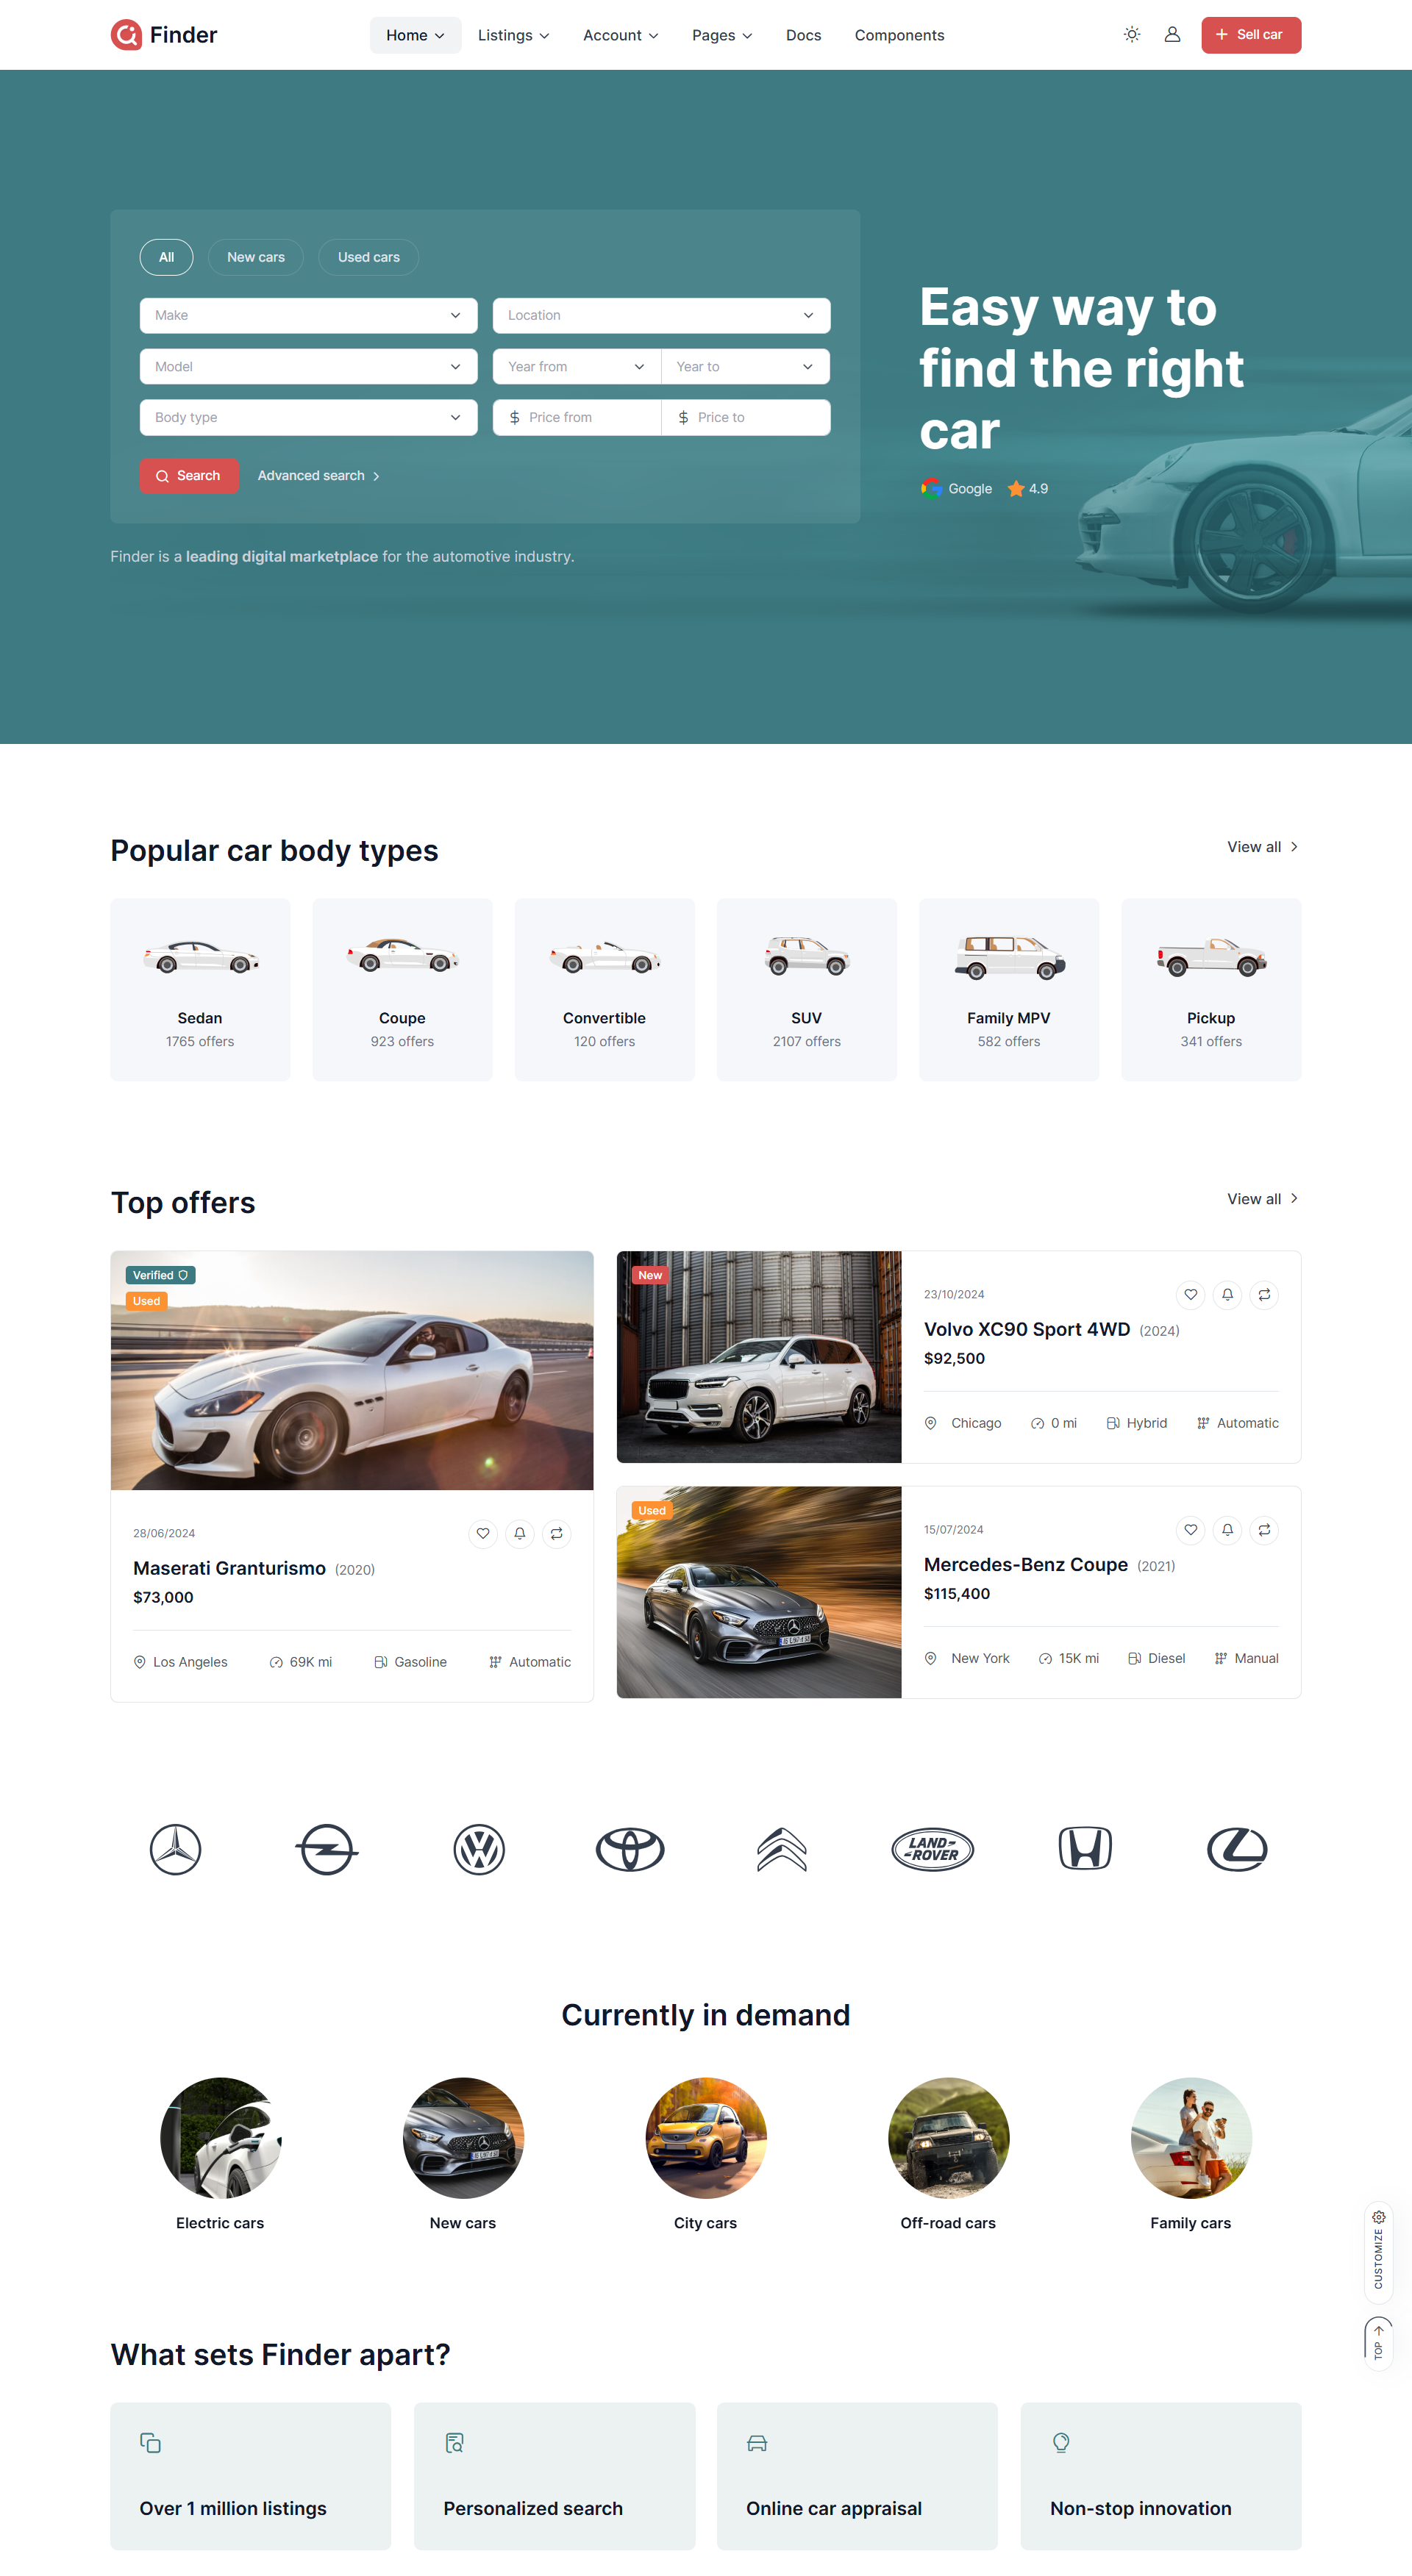 Finder
Home
Listings
Account
Pages
Docs
Components
Sell car
All
New cars
Used cars
Make
Location
Model
Year from
Year to
Body type
$ Price from
$ Price to
Search
Advanced search
Finder is a leading digital marketplace for the automotive industry.
Easy way to
find the right
car
Google
4.9
Popular car body types
View all
Sedan
1765 offers
Coupe
923 offers
Convertible
120 offers
SUV
2107 offers
Family MPV
582 offers
Pickup
341 offers
Top offers
View all
Verified
Used
28/06/2024
Maserati Granturismo (2020)
$73,000
Los Angeles
69K mi
Gasoline
Automatic
New
23/10/2024
Volvo XC90 Sport 4WD (2024)
$92,500
Chicago
0 mi
Hybrid
Automatic
Used
15/07/2024
Mercedes-Benz Coupe (2021)
$115,400
New York
15K mi
Diesel
Manual
LAND-
-ROVER
Currently in demand
Electric cars
New cars
City cars
Off-road cars
Family cars
CUSTOMIZE
TOP
What sets Finder apart?
Over 1 million listings
Personalized search
Online car appraisal
Non-stop innovation